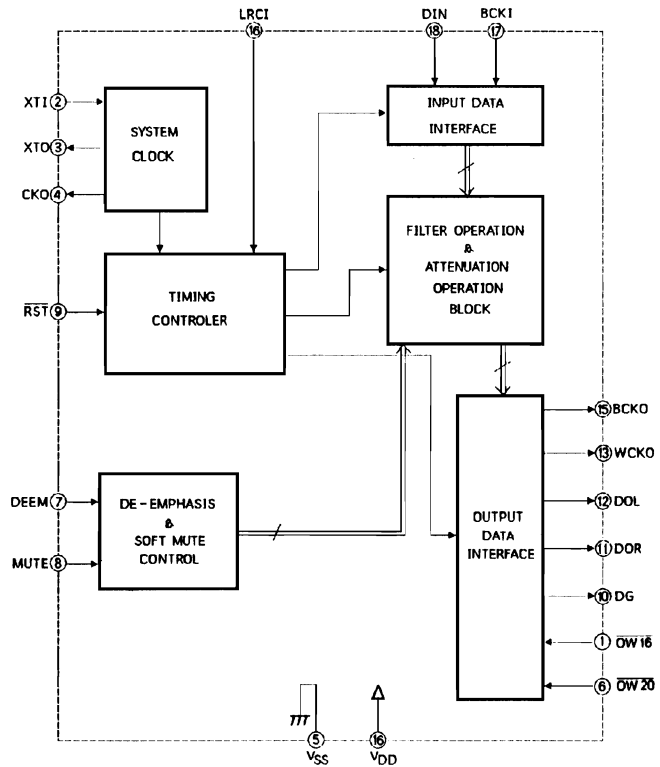 LRCI
16
DIN
18
BCKI
17
XTI 2
XTO 3
CKO 4
SYSTEM
CLOCK
INPUT DATA
INTERFACE
FILTER OPERATION
&
ATTENUATION
OPERATION
BLOCK
RST 9
TIMING
CONTROLER
DEEM 7
MUTE 8
DE-EMPHASIS
&
SOFT MUTE
CONTROL
OUTPUT
DATA
INTERFACE
15 BCKO
13 WCKO
12 DOL
11 DOR
10 DG
1 OW16
6 OW20
5
VSS
16
VDD